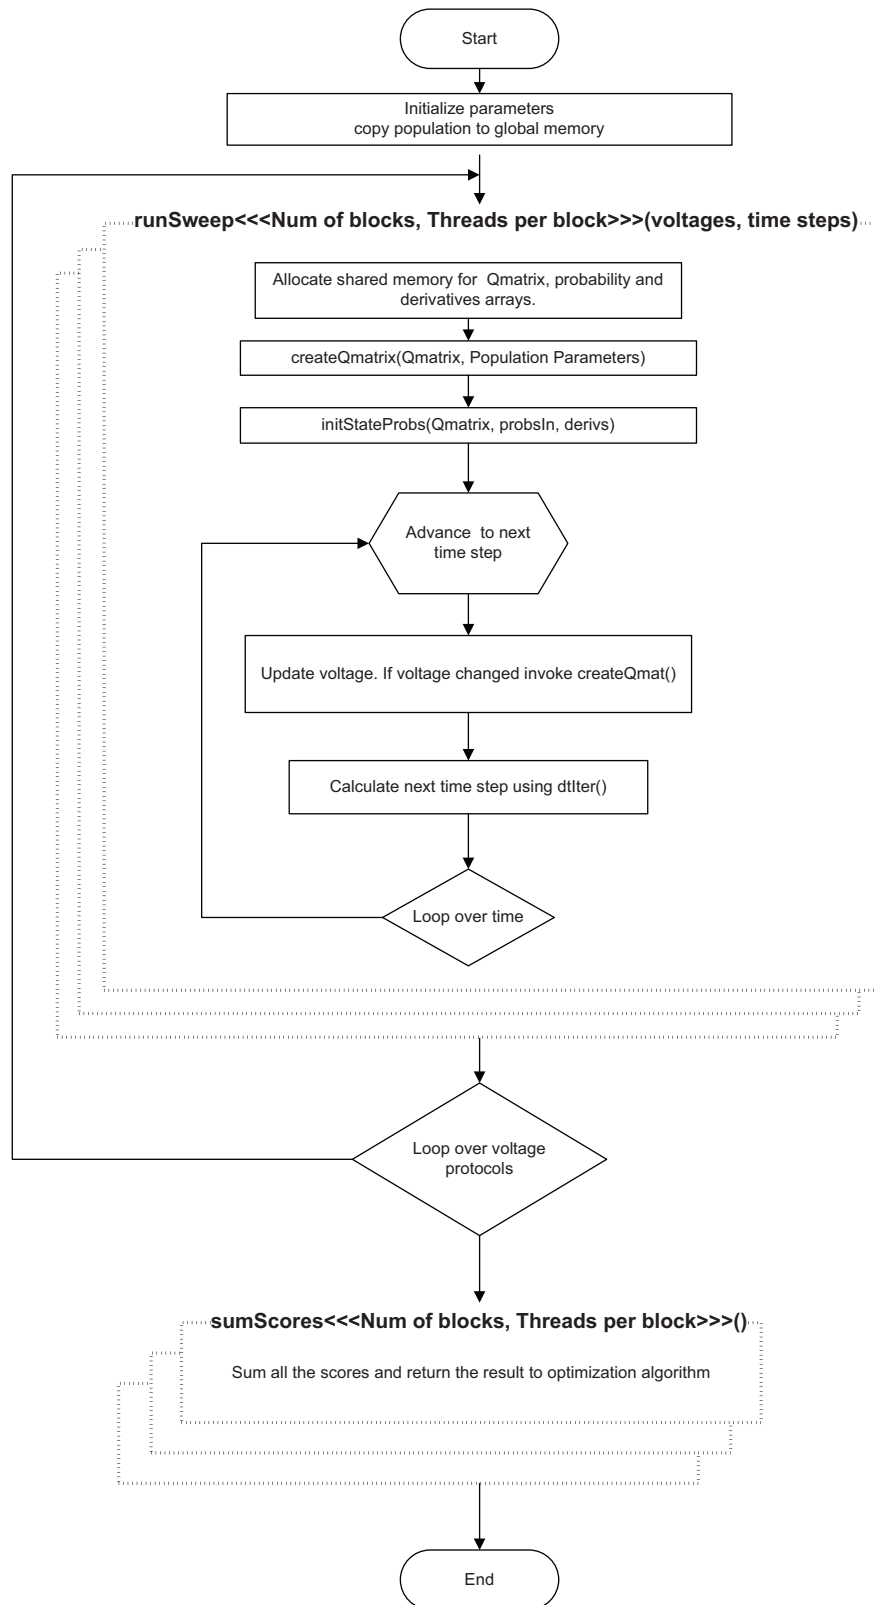 Start
Initialize parameters
copy population to global memory
runSweep<<<Num of blocks, Threads per block>>>(voltages, time steps)
Allocate shared memory for Qmatrix, probability and
derivatives arrays.
createQmatrix(Qmatrix, Population Parameters)
initStateProbs(Qmatrix, probsIn, derivs)
Advance to next
time step
Update voltage. If voltage changed invoke createQmat()
Calculate next time step using dtIter()
Loop over time
Loop over voltage
protocols
sumScores<<<Num of blocks, Threads per block>>>()
Sum all the scores and return the result to optimization algorithm
End